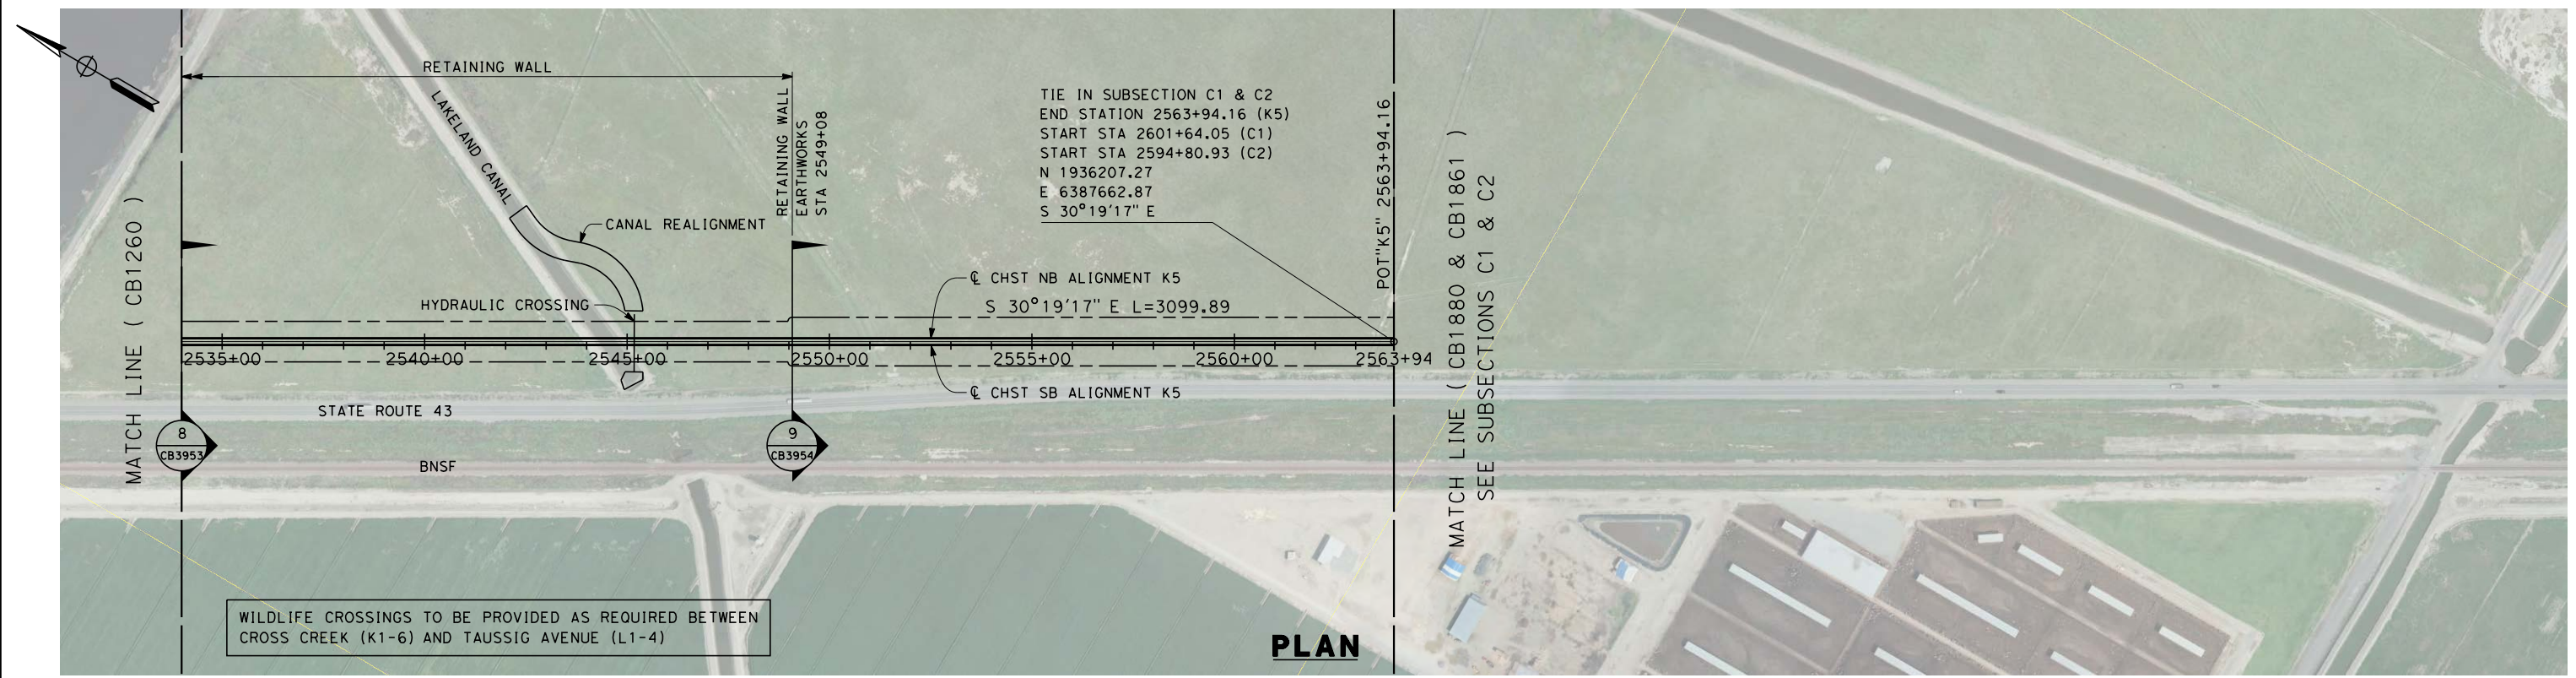 RETAINING WALL
LAKELAND CANAL
RETAINING WALL
EARTHWORKS
STA 2549+08
CANAL REALIGNMENT
HYDRAULIC CROSSING
TIE IN SUBSECTION C1 & C2
END STATION 2563+94.16 (K5)
START STA 2601+64.05 (C1)
START STA 2594+80.93 (C2)
N 1936207.27
E 6387662.87
S 30°19'17" E
POT"K5" 2563+94.16
MATCH LINE ( CB1260 )
MATCH LINE ( CB1880 & CB1861 )
SEE SUBSECTIONS C1 & C2
℄ CHST NB ALIGNMENT K5
S 30°19'17" E L=3099.89
2535+00 2540+00 2545+00 2550+00 2555+00 2560+00 2563+94
℄ CHST SB ALIGNMENT K5
STATE ROUTE 43
8
CB3953
9
CB3954
BNSF
WILDLIFE CROSSINGS TO BE PROVIDED AS REQUIRED BETWEEN
CROSS CREEK (K1-6) AND TAUSSIG AVENUE (L1-4)
PLAN